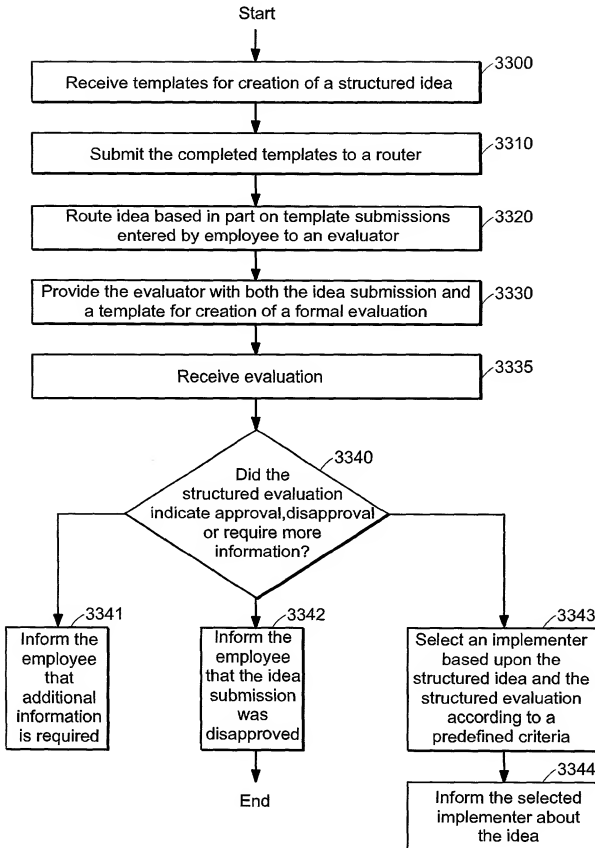 Start
3300
Receive templates for creation of a structured idea
3310
Submit the completed templates to a router
3320
Route idea based in part on template submissions
entered by employee to an evaluator
3330
Provide the evaluator with both the idea submission and
a template for creation of a formal evaluation
3335
Receive evaluation
3340
Did the
structured evaluation
indicate approval,disapproval
or require more
information?
3341
Inform the
employee
that
additional
information
is required
3342
Inform the
employee
that the idea
submission
was
disapproved
End
3343
Select an implementer
based upon the
structured idea and the
structured evaluation
according to a
predefined criteria
3344
Inform the selected
implementer about
the idea